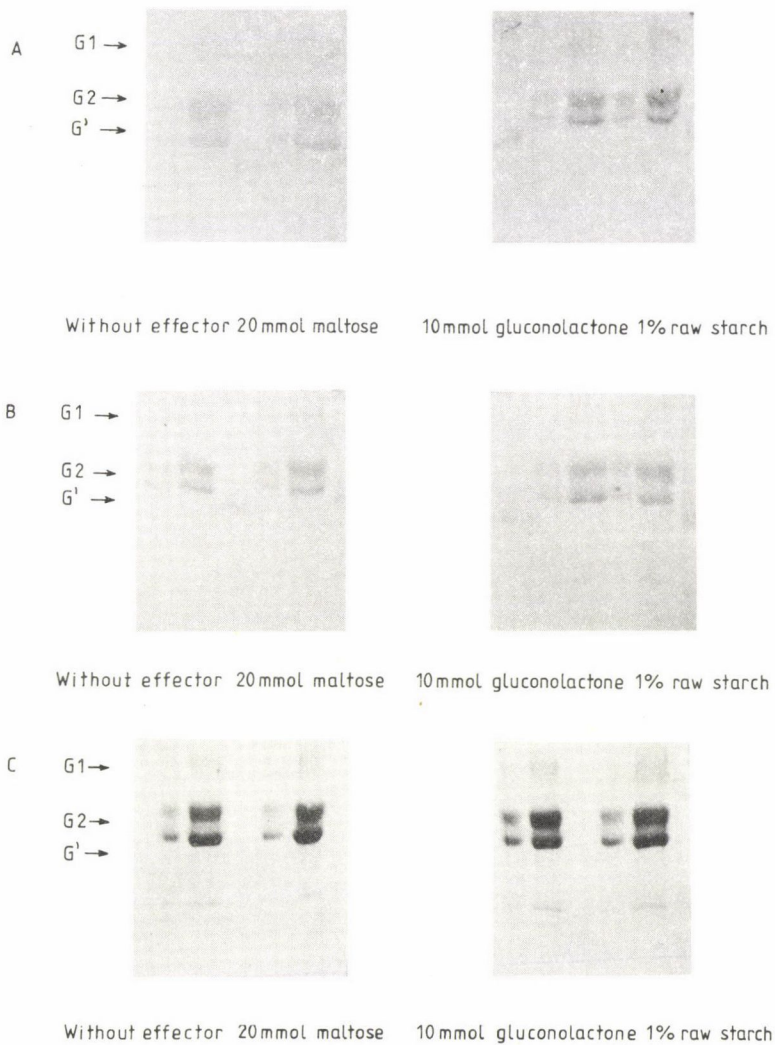 A
G1 →
G2 →
G' →
Without effector 20 mmol maltose 10 mmol gluconolactone 1% raw starch
B
G1 →
G2 →
G' →
Without effector 20 mmol maltose 10 mmol gluconolactone 1% raw starch
C
G1 →
G2 →
G' →
Without effector 20 mmol maltose 10 mmol gluconolactone 1% raw starch